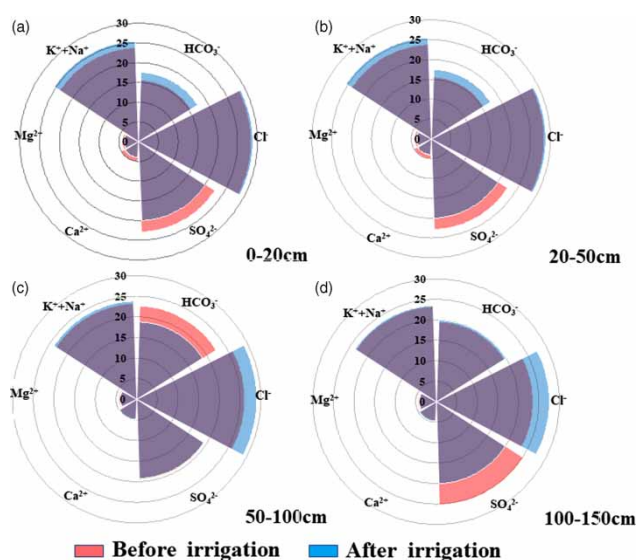 (a)
30
25
20
15
10
5
0
K⁺+Na⁺
HCO₃⁻
Mg²⁺
Cl⁻
Ca²⁺
SO₄²⁻
0-20cm
(b)
30
25
20
15
10
5
0
K⁺+Na⁺
HCO₃⁻
Mg²⁺
Cl⁻
Ca²⁺
SO₄²⁻
20-50cm
(c)
30
25
20
15
10
5
0
K⁺+Na⁺
HCO₃⁻
Mg²⁺
Cl⁻
Ca²⁺
SO₄²⁻
50-100cm
(d)
30
25
20
15
10
5
0
K⁺+Na⁺
HCO₃⁻
Mg²⁺
Cl⁻
Ca²⁺
SO₄²⁻
100-150cm
Before irrigation After irrigation